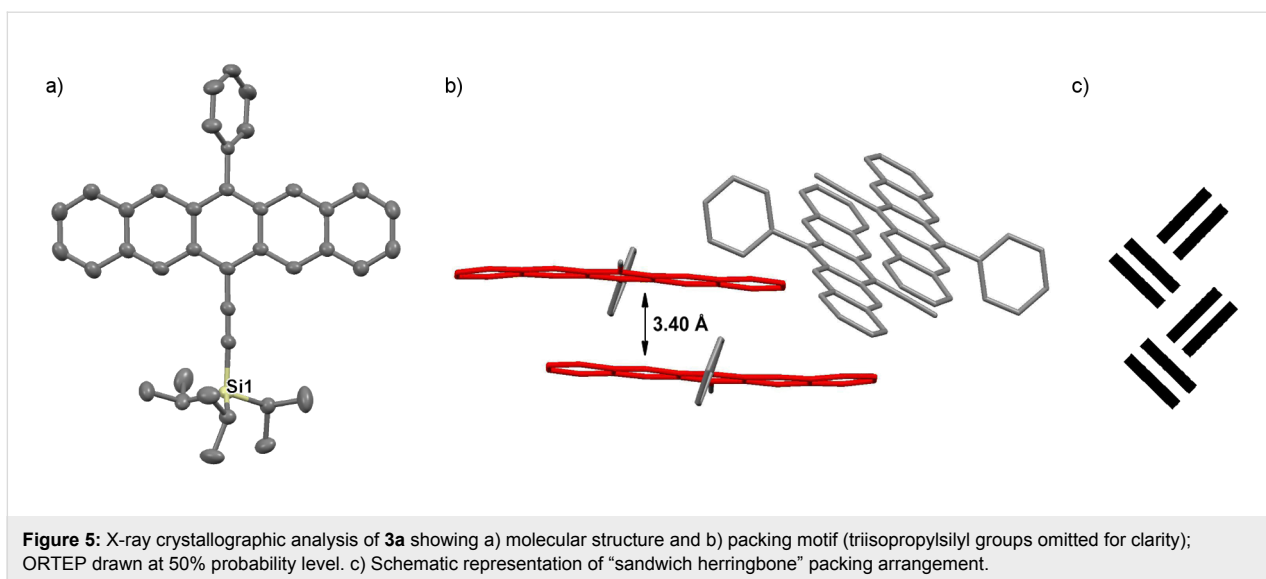 a)
b)
c)
3.40 Å
Si1
Figure 5: X-ray crystallographic analysis of 3a showing a) molecular structure and b) packing motif (triisopropylsilyl groups omitted for clarity);
ORTEP drawn at 50% probability level. c) Schematic representation of “sandwich herringbone” packing arrangement.